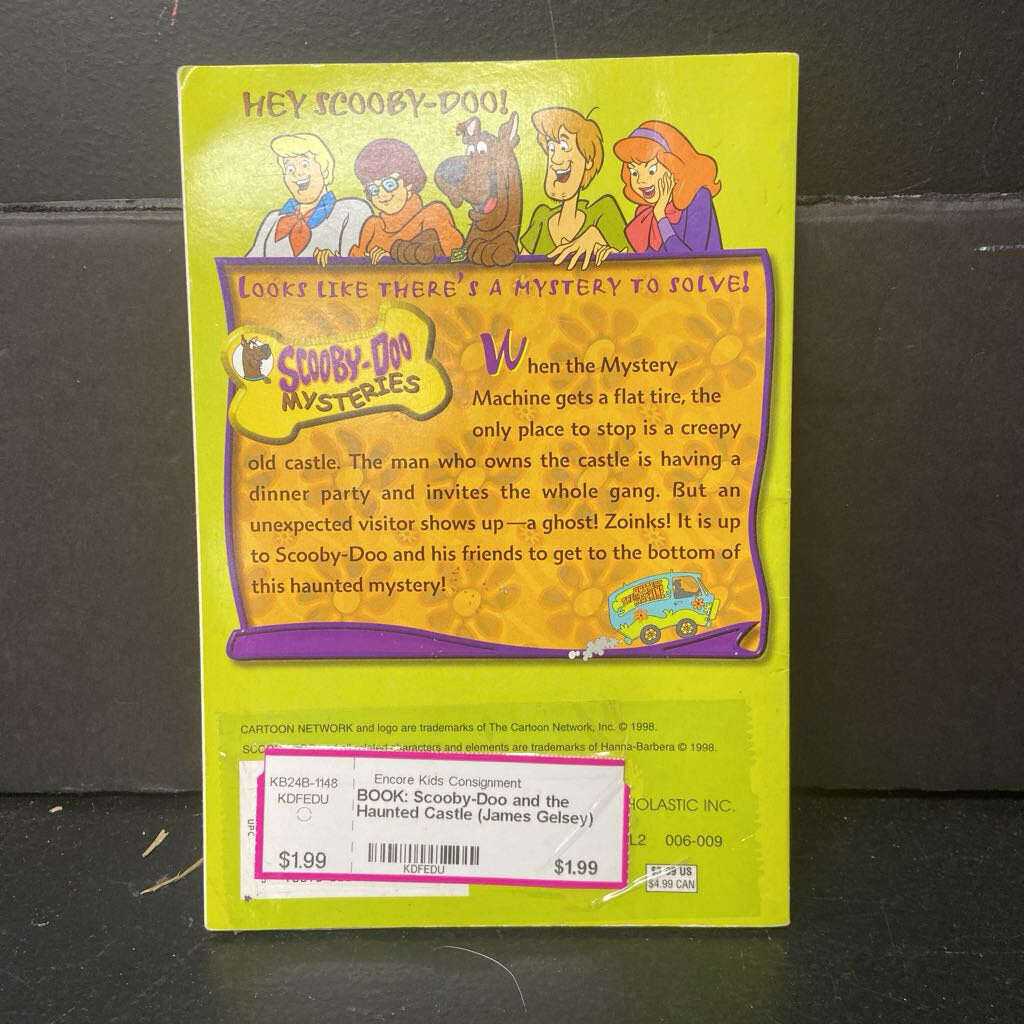 HEY SCOOBY-DOO!
LOOKS LIKE THERE'S A MYSTERY TO SOLVE!
SCOOBY-DOO
MYSTERIES
When the Mystery
Machine gets a flat tire, the
only place to stop is a creepy
old castle. The man who owns the castle is having a
dinner party and invites the whole gang. But an
unexpected visitor shows up—a ghost! Zoinks! It is up
to Scooby-Doo and his friends to get to the bottom of
this haunted mystery!
CARTOON NETWORK and logo are trademarks of The Cartoon Network, Inc. © 1998.
related characters and elements are trademarks of Hanna-Barbera © 1998.
KB24B-1148
KDFEDU
Encore Kids Consignment
BOOK: Scooby-Doo and the
Haunted Castle (James Gelsey)
$1.99
KDFEDU
$1.99
UPC
HOLASTIC INC.
L2 006-009
US
$4.99 CAN